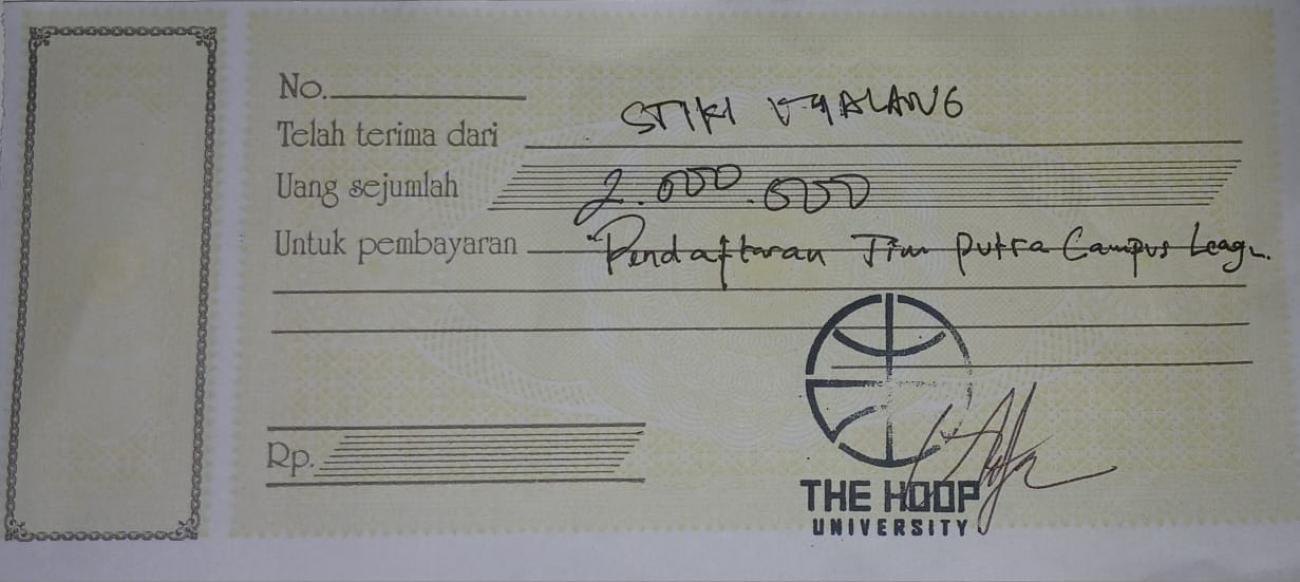 No.
Telah terima dari STIKI MALANG
Uang sejumlah 2.000.000
Untuk pembayaran Pendaftaran Tim Putra Campus Leagu
Rp.
THE HOOP
UNIVERSITY